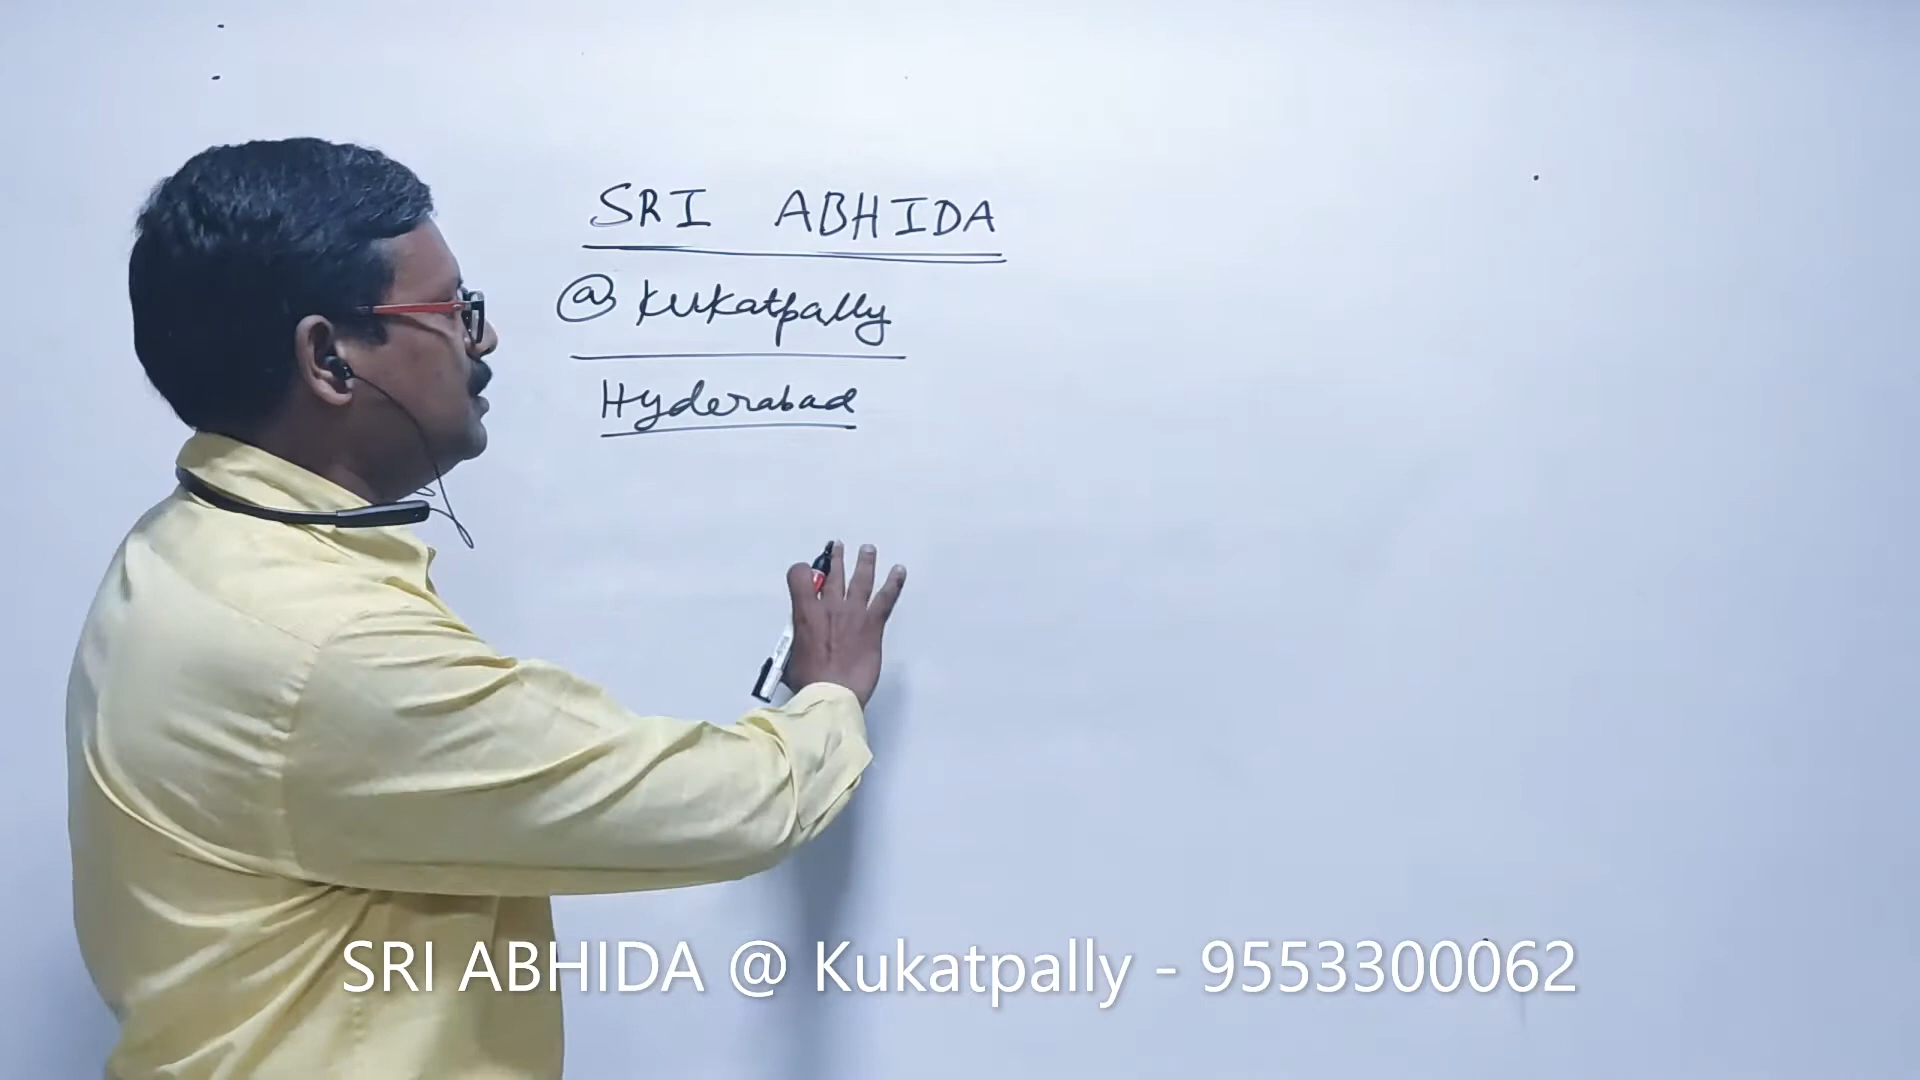 SRI ABHIDA
@ Kukatpally
Hyderabad
SRI ABHIDA @ Kukatpally - 9553300062